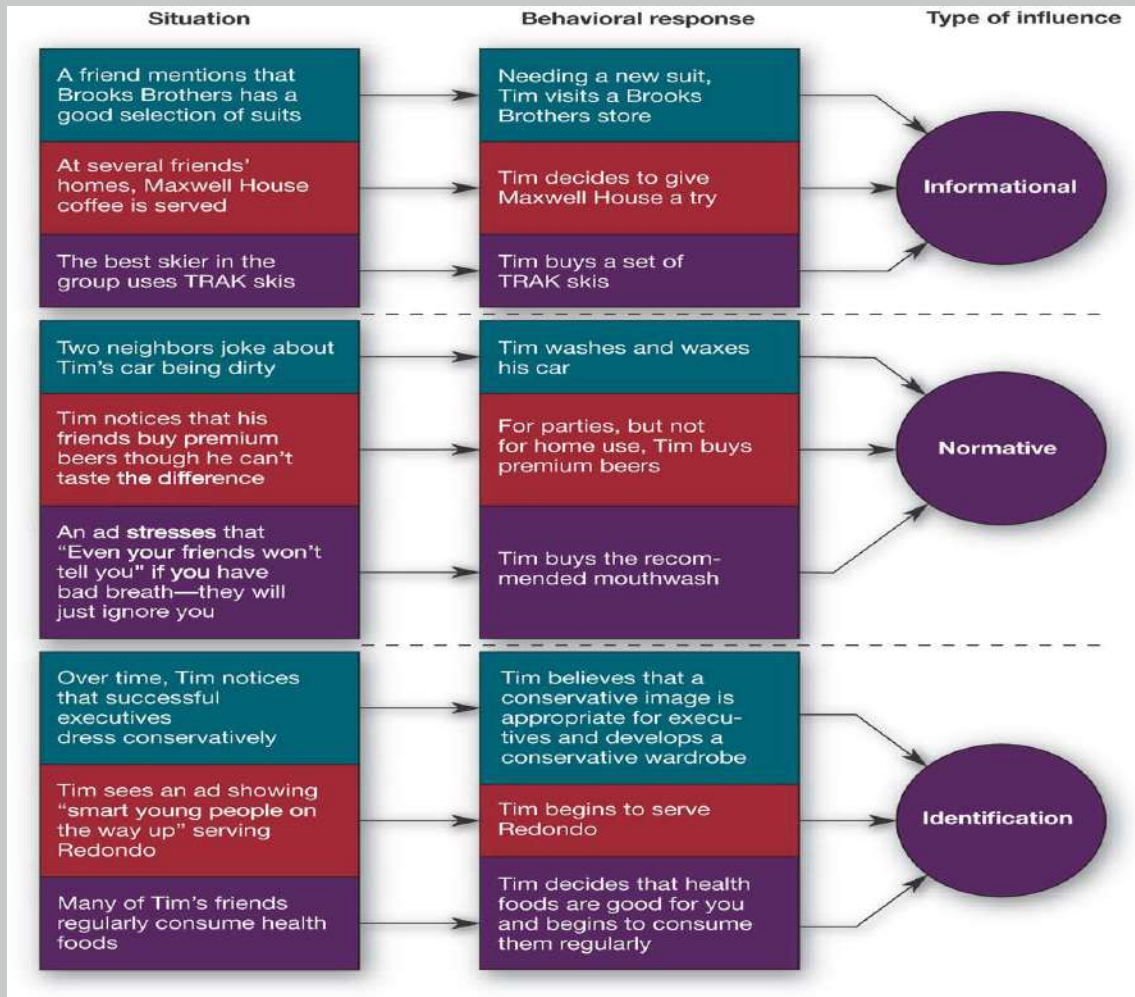 Situation
Behavioral response
Type of influence
A friend mentions that
Brooks Brothers has a
good selection of suits
Needing a new suit,
Tim visits a Brooks
Brothers store
At several friends'
homes, Maxwell House
coffee is served
Tim decides to give
Maxwell House a try
Informational
The best skier in the
group uses TRAK skis
Tim buys a set of
TRAK skis
Two neighbors joke about
Tim's car being dirty
Tim washes and waxes
his car
Tim notices that his
friends buy premium
beers though he can't
taste the difference
For parties, but not
for home use, Tim buys
premium beers
Normative
An ad stresses that
"Even your friends won't
tell you" if you have
bad breath—they will
just ignore you
Tim buys the recom-
mended mouthwash
Over time, Tim notices
that successful
executives
dress conservatively
Tim believes that a
conservative image is
appropriate for execu-
tives and develops a
conservative wardrobe
Tim sees an ad showing
"smart young people on
the way up" serving
Redondo
Tim begins to serve
Redondo
Identification
Many of Tim's friends
regularly consume health
foods
Tim decides that health
foods are good for you
and begins to consume
them regularly